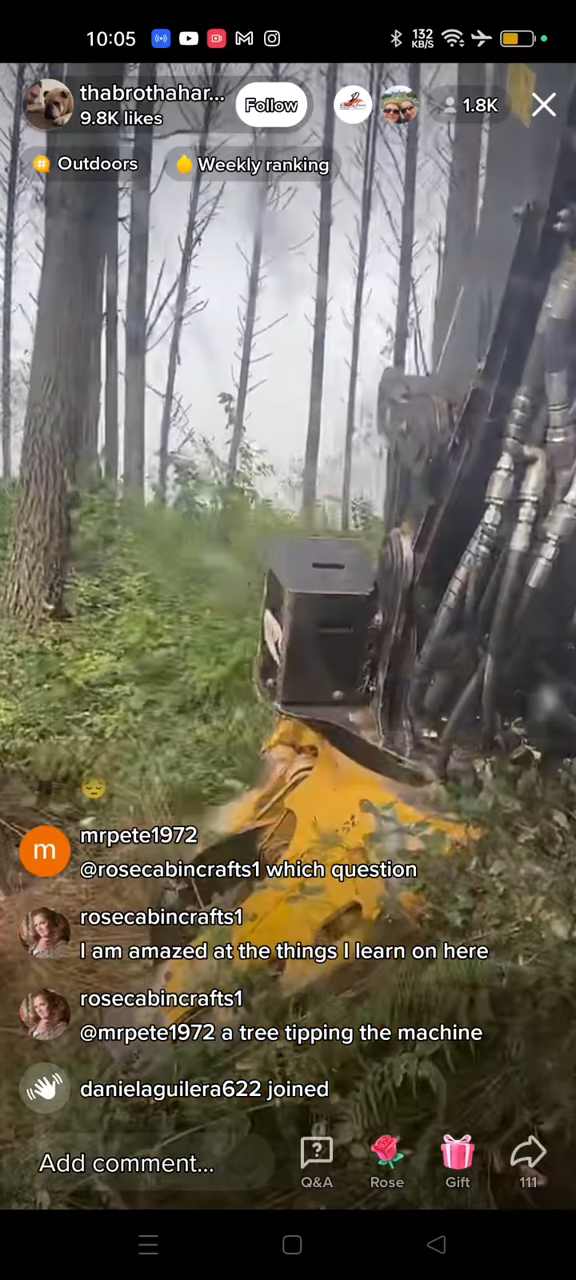 10:05
132
KB/S
thabrothahar...
9.8K likes
Follow
1.8K
Outdoors
Weekly ranking
m
mrpete1972
@rosecabincrafts1 which question
rosecabincrafts1
I am amazed at the things I learn on here
rosecabincrafts1
@mrpete1972 a tree tipping the machine
danielaguilera622 joined
Add comment...
Q&A
Rose
Gift
111